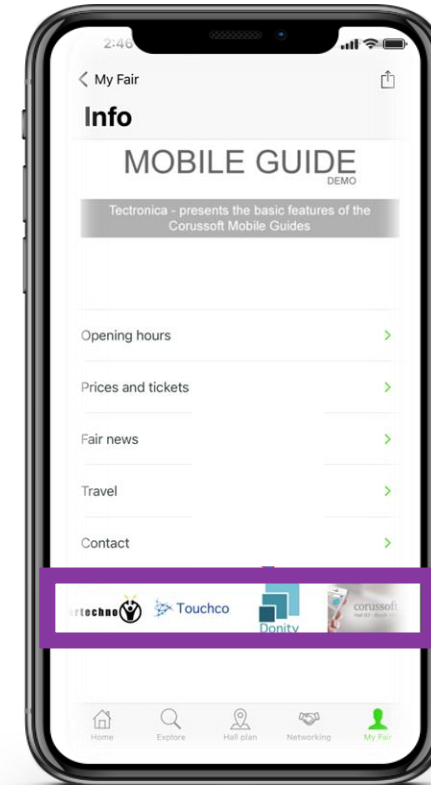 2:46
My Fair
Info
MOBILE GUIDE
DEMO
Tectronica - presents the basic features of the
Corussoft Mobile Guides
Opening hours
Prices and tickets
Fair news
Travel
Contact
rtechno Touchco Donity corussoft
Home Explore Hall plan Networking My Fair